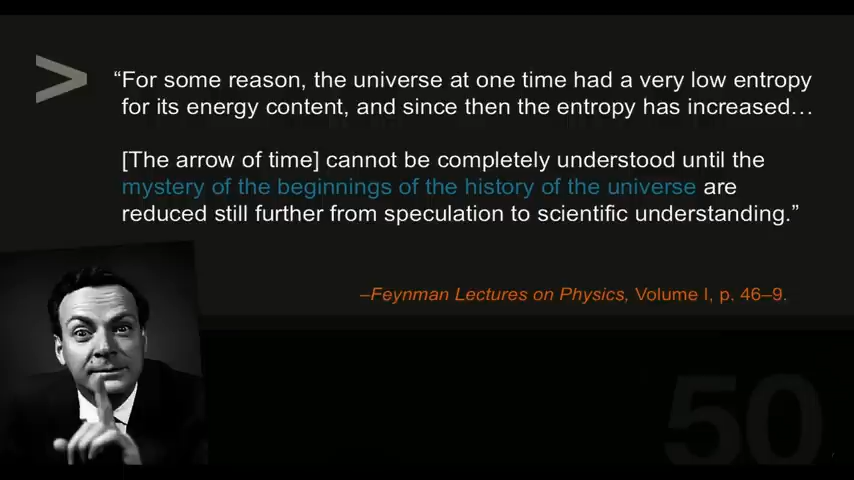 >
“For some reason, the universe at one time had a very low entropy
for its energy content, and since then the entropy has increased…
[The arrow of time] cannot be completely understood until the
mystery of the beginnings of the history of the universe are
reduced still further from speculation to scientific understanding.”
–Feynman Lectures on Physics, Volume I, p. 46–9.
50